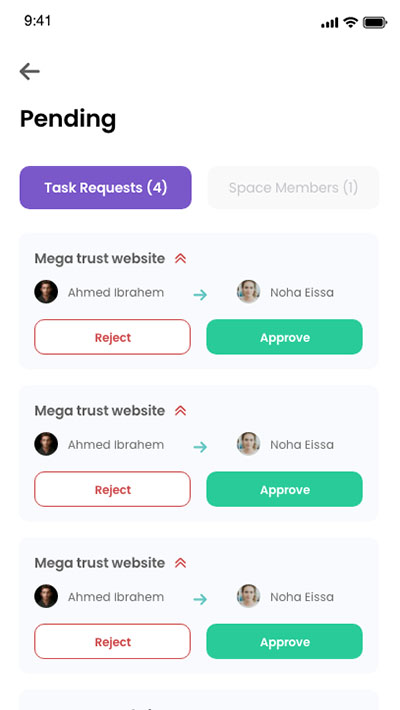 9:41
Pending
Task Requests (4)
Space Members (1)
Mega trust website
Ahmed Ibrahem
Noha Eissa
Reject
Approve
Mega trust website
Ahmed Ibrahem
Noha Eissa
Reject
Approve
Mega trust website
Ahmed Ibrahem
Noha Eissa
Reject
Approve